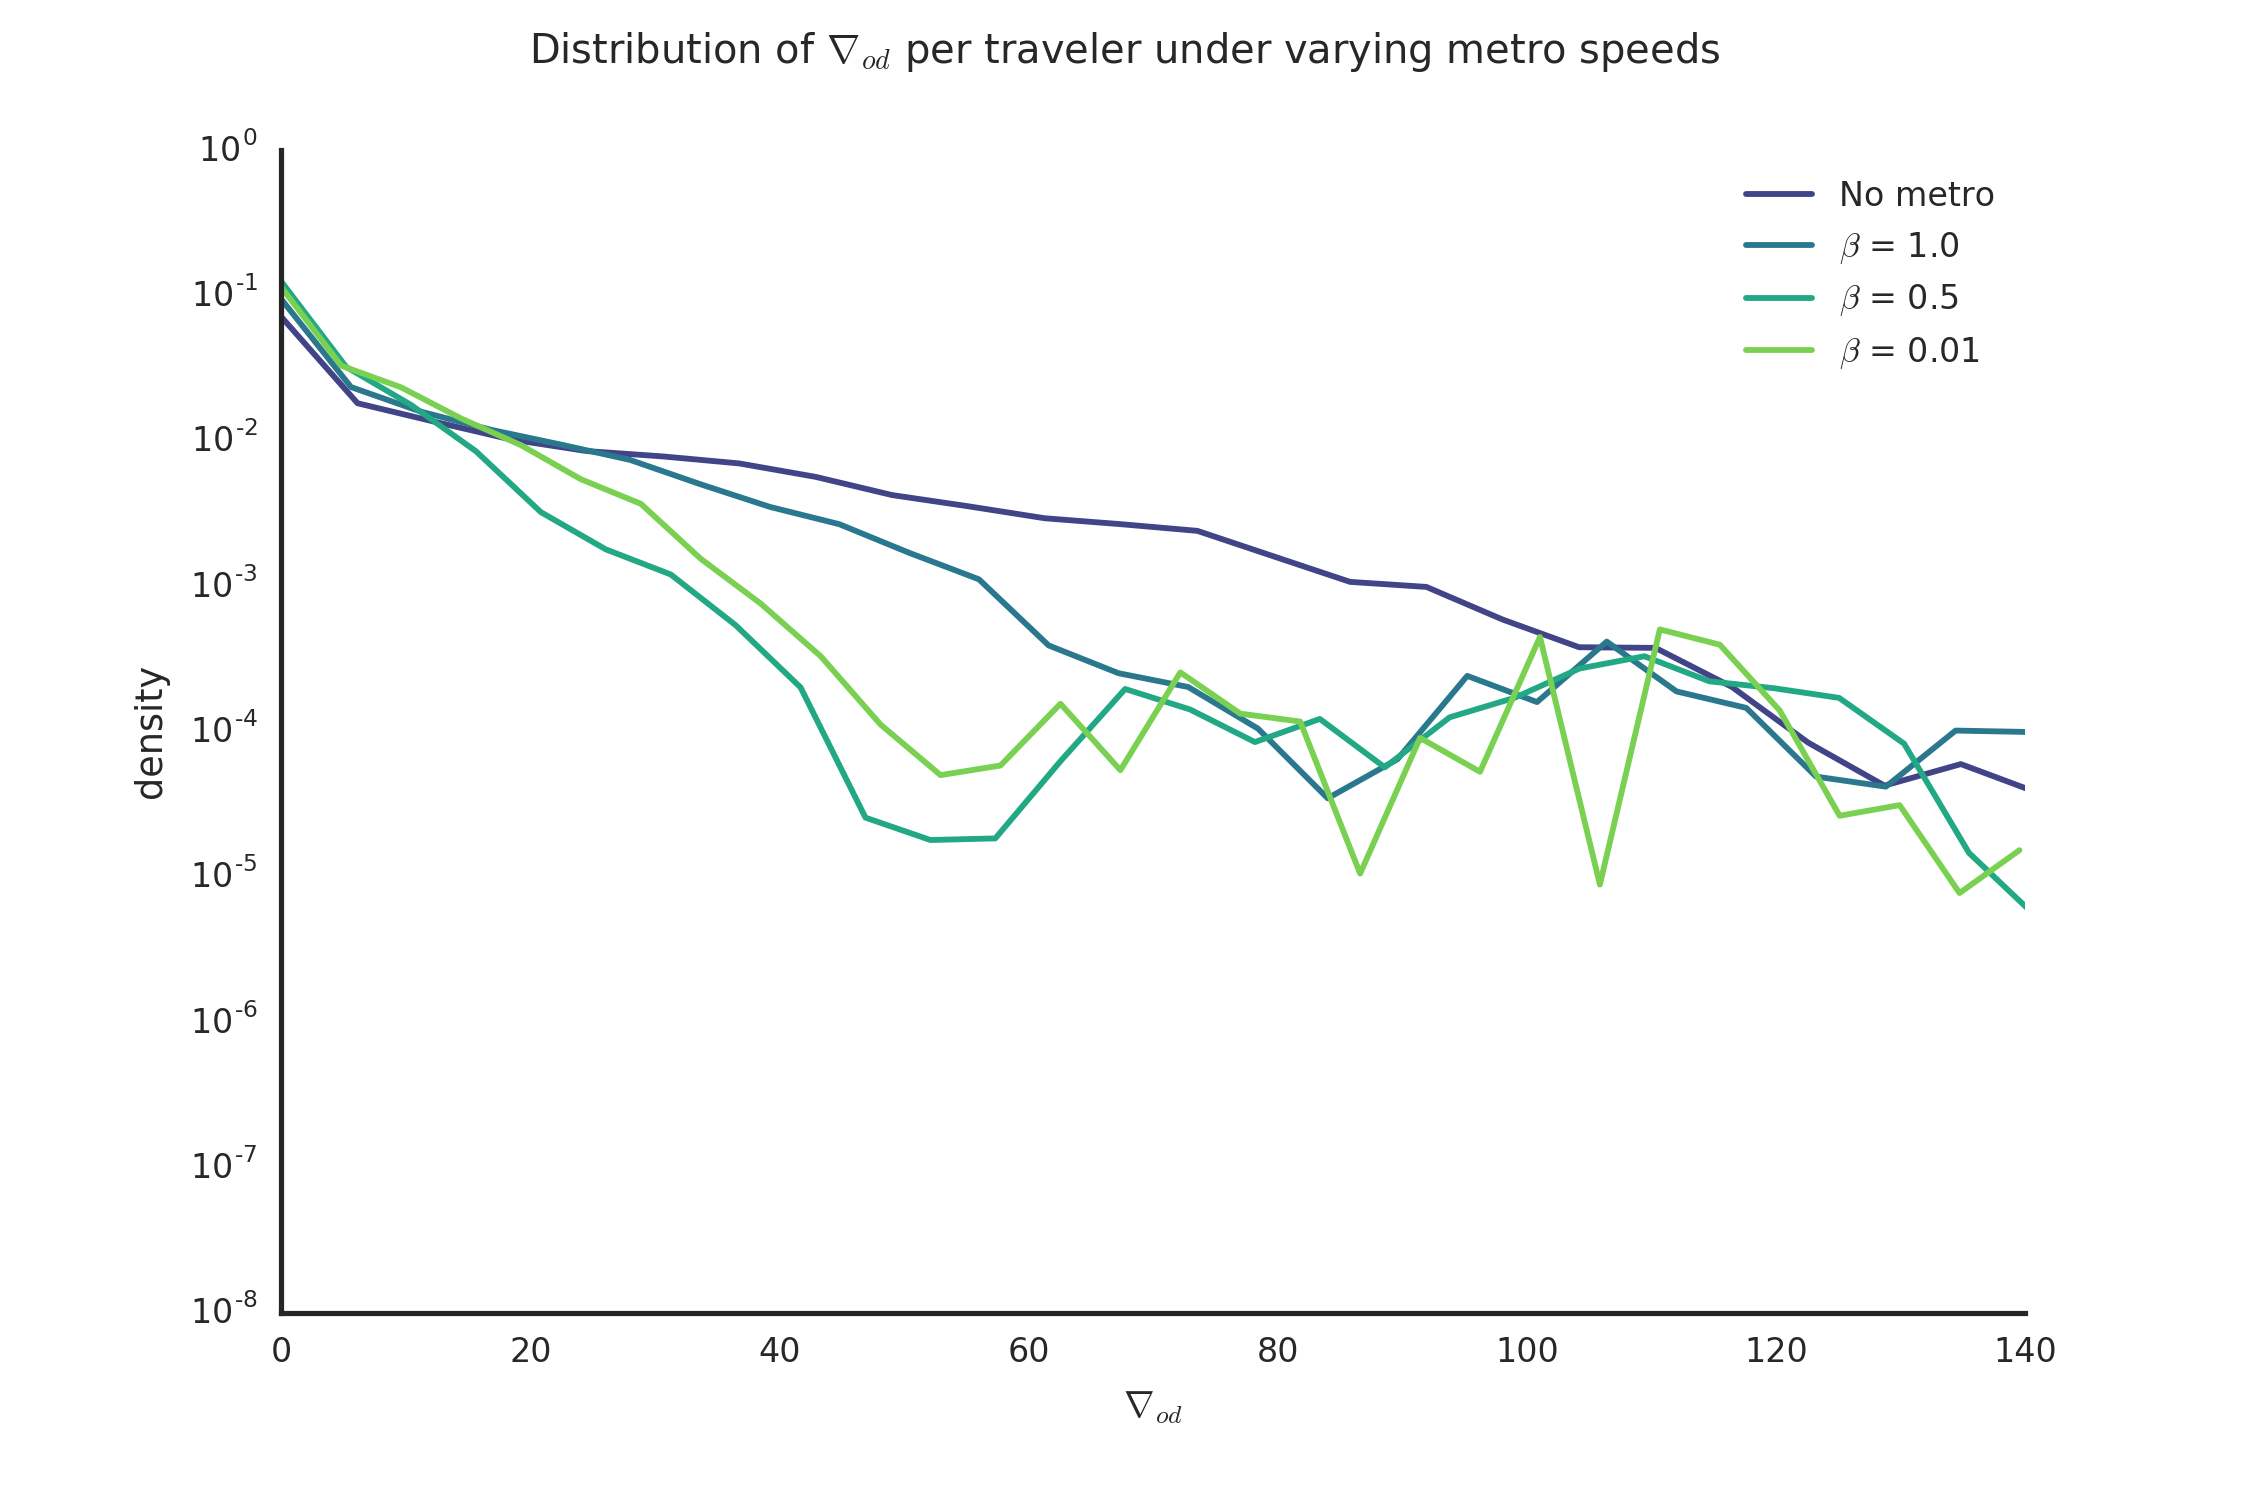 Distribution of ∇od per traveler under varying metro speeds
10^0
10^-1
10^-2
10^-3
10^-4
10^-5
10^-6
10^-7
10^-8
density
No metro
β = 1.0
β = 0.5
β = 0.01
0 20 40 60 80 100 120 140
∇od